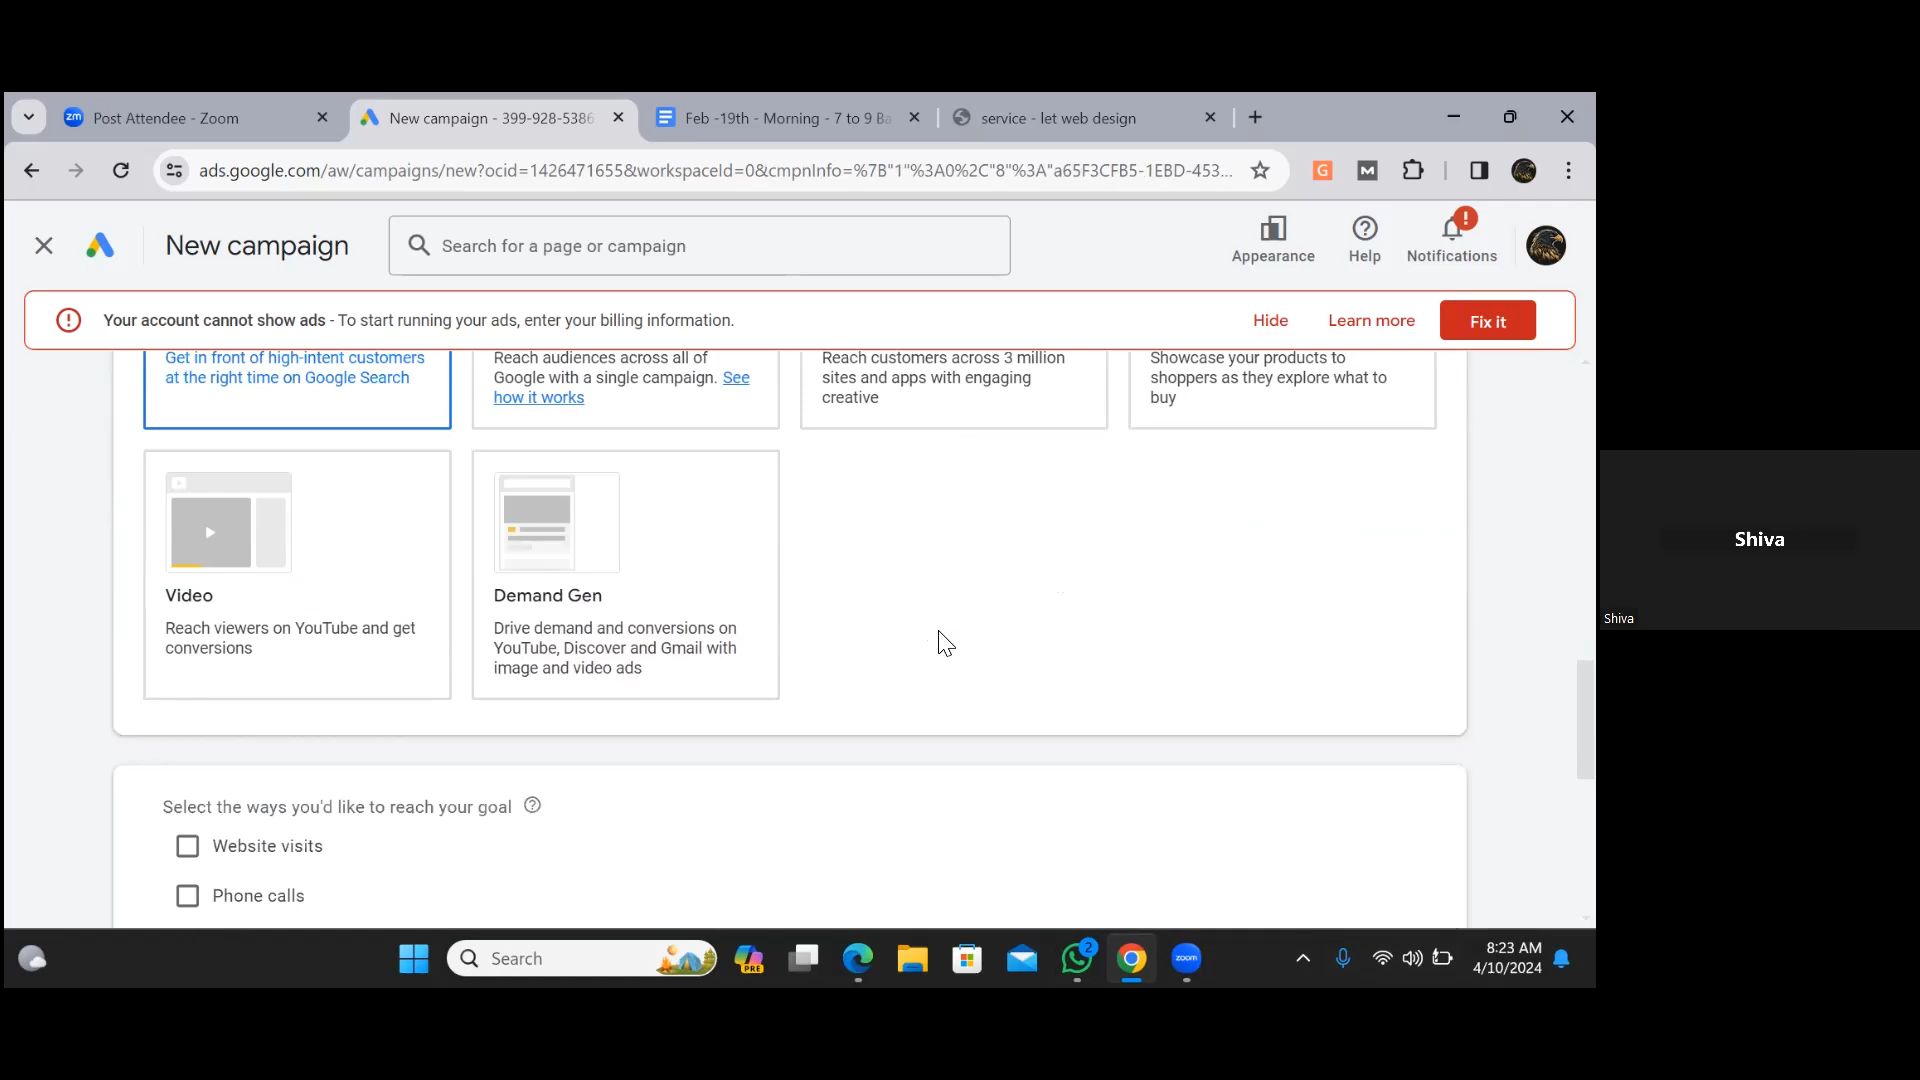 Post Attendee - Zoom
New campaign - 399-928-5386
Feb -19th - Morning - 7 to 9 Ba
service - let web design
ads.google.com/aw/campaigns/new?ocid=1426471655&workspaceId=0&cmpnInfo=%7B"1"%3A0%2C"8"%3A"a65F3CFB5-1EBD-453...
New campaign
Search for a page or campaign
Appearance
Help
Notifications
Your account cannot show ads - To start running your ads, enter your billing information.
Hide
Learn more
Fix it
Get in front of high-intent customers
at the right time on Google Search
Reach audiences across all of
Google with a single campaign. See
how it works
Reach customers across 3 million
sites and apps with engaging
creative
Showcase your products to
shoppers as they explore what to
buy
Video
Reach viewers on YouTube and get
conversions
Demand Gen
Drive demand and conversions on
YouTube, Discover and Gmail with
image and video ads
Select the ways you'd like to reach your goal
Website visits
Phone calls
Search
PRE
2
zoom
8:23 AM
4/10/2024
Shiva
Shiva